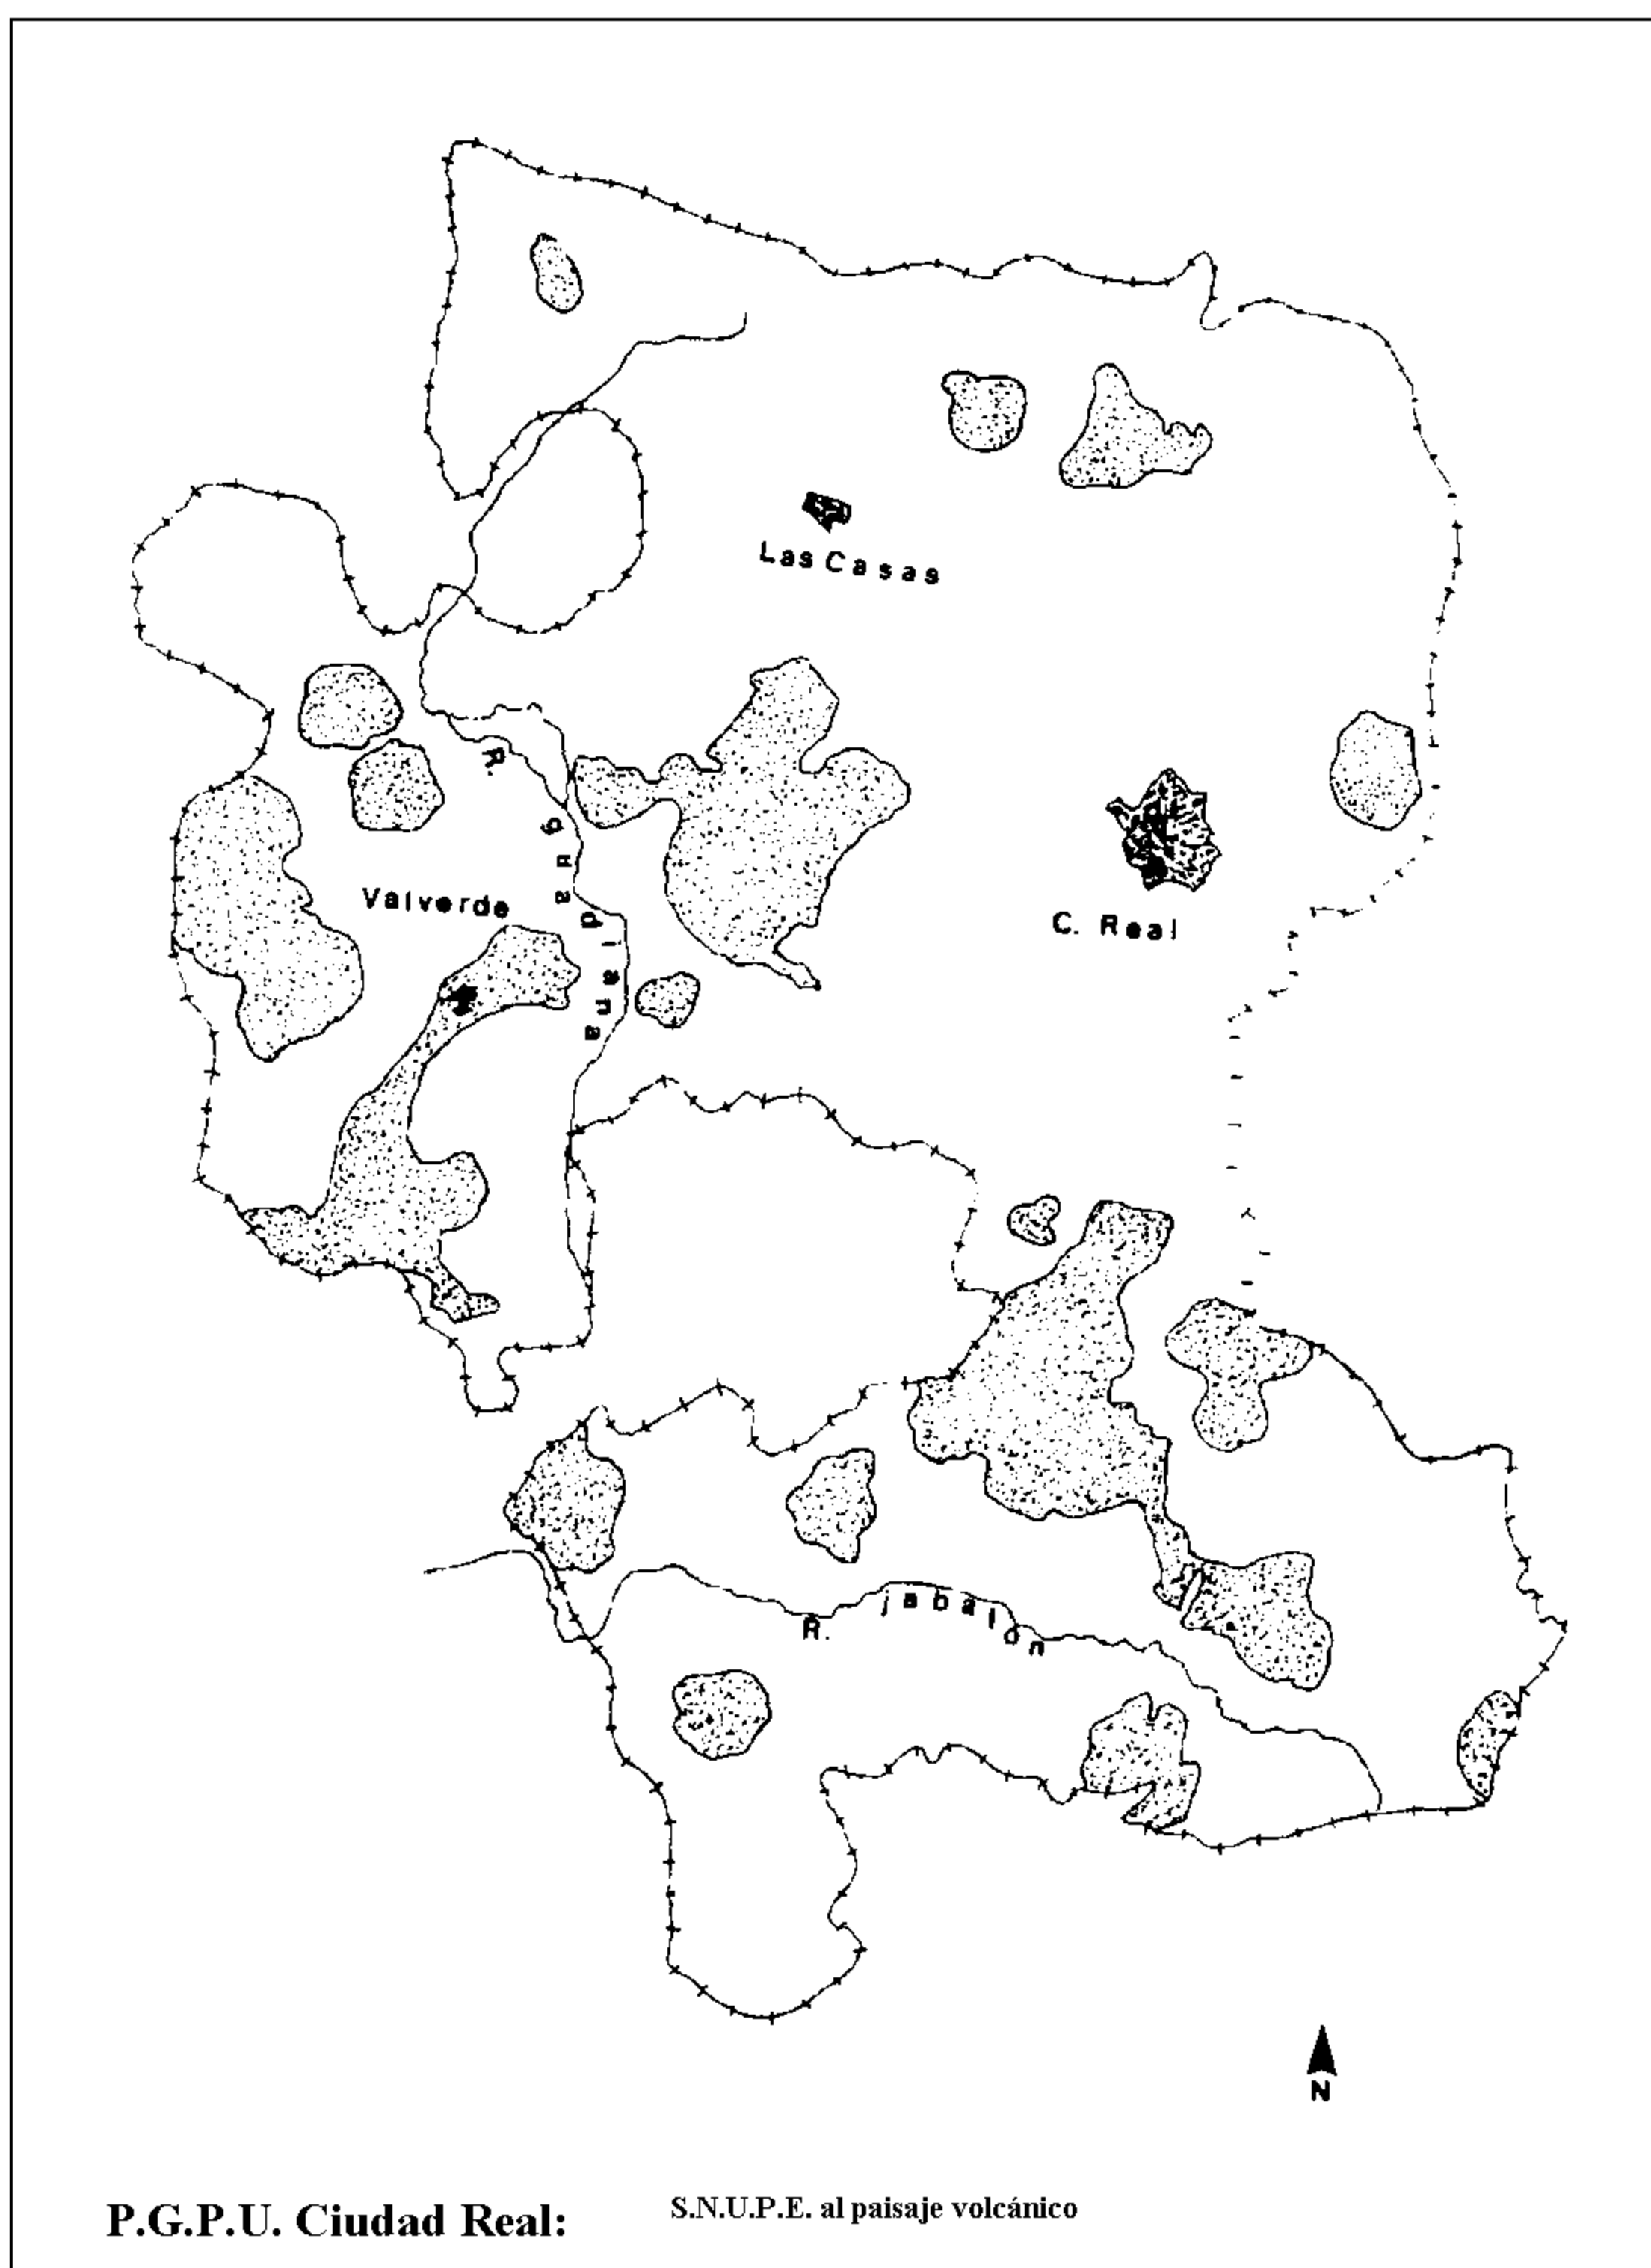 Las Casas
R. guadiana
Valverde
C. Real
R. jabalón
N
P.G.P.U. Ciudad Real:
S.N.U.P.E. al paisaje volcánico